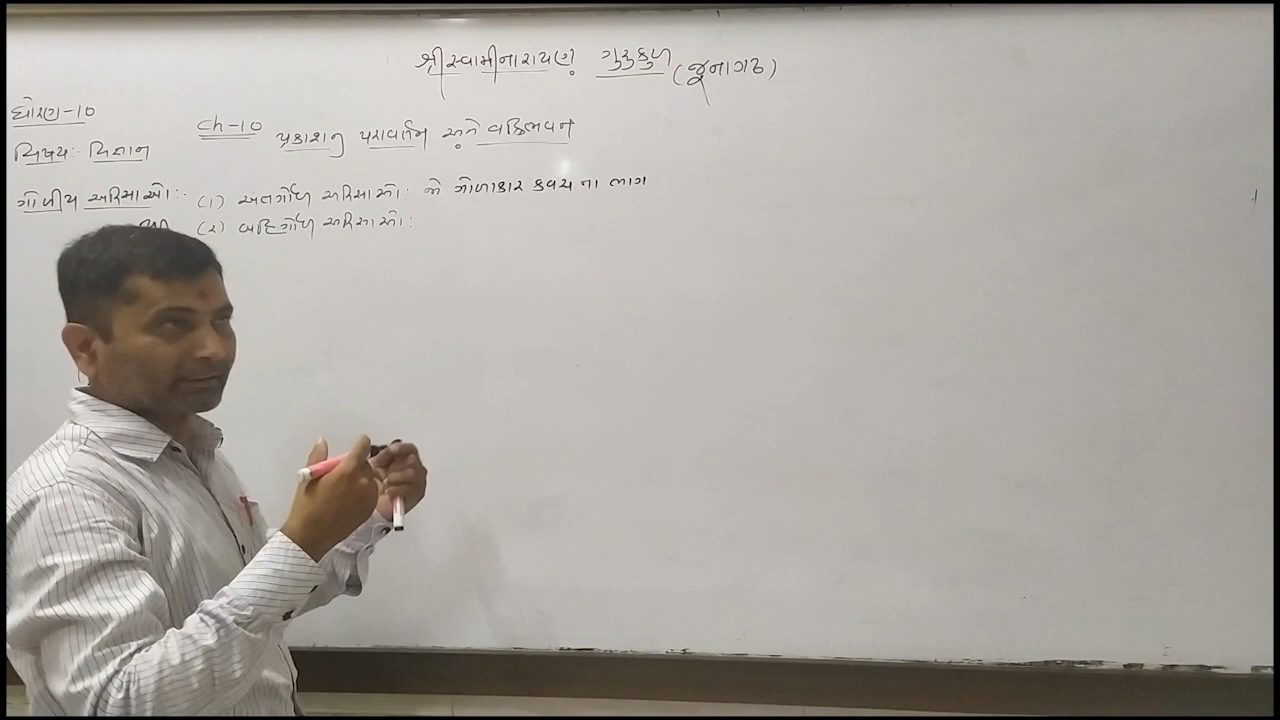 શ્રી સ્વામીનારાયણ ગુરુકુળ (જૂનાગઢ)
ધોરણ-10
Ch-10 પ્રકાશનું પરાવર્તન અને વક્રિભવન
વિષય:- વિજ્ઞાન
ગોળીય અરિસાઓ:- (1) અંતર્ગોળ અરિસાઓ: જે ગોળાકાર કવચ ના ભાગ
(2) બહિર્ગોળ અરિસાઓ: